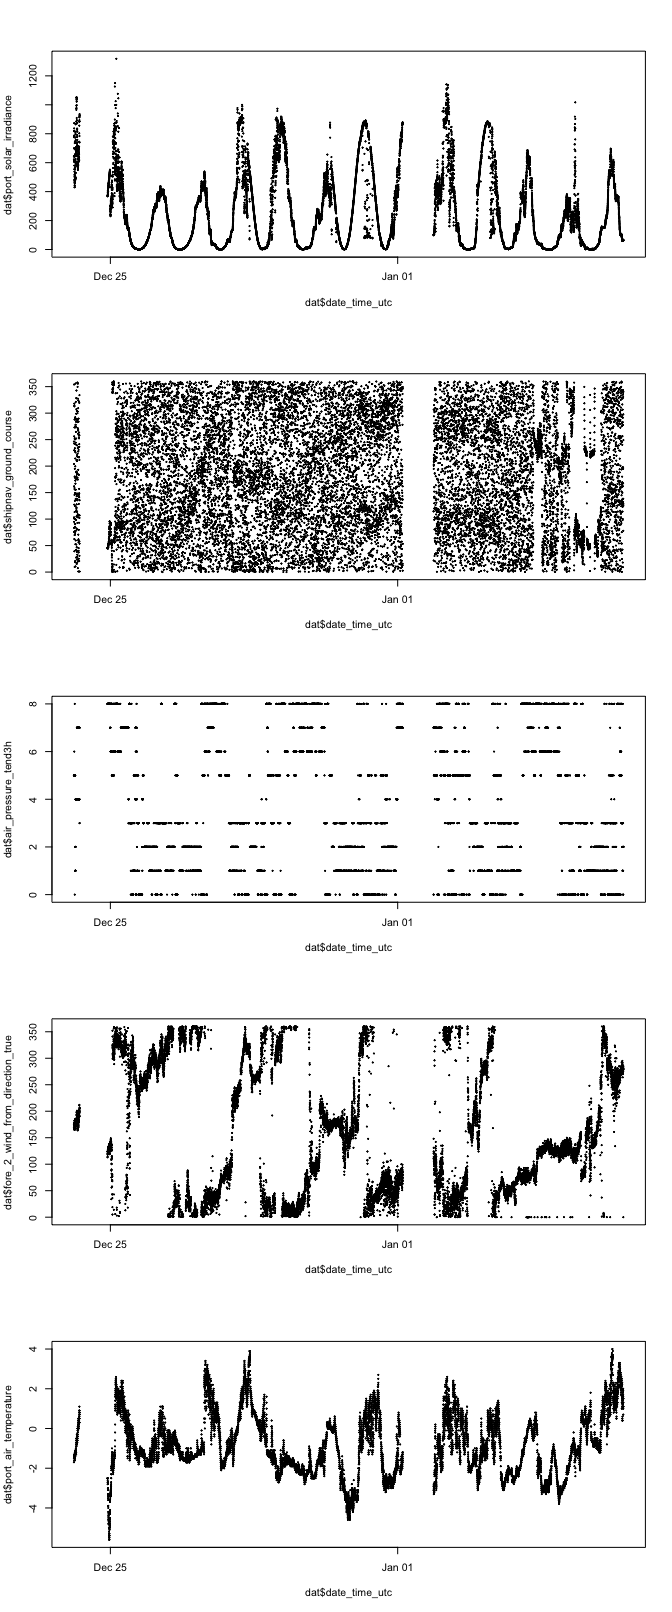 dat$port_solar_irradiance
0
200
400
600
800
1200
Dec 25
Jan 01
dat$date_time_utc
dat$shipnav_ground_course
0
50
100
150
200
250
300
350
Dec 25
Jan 01
dat$date_time_utc
dat$air_pressure_tend3h
0
2
4
6
8
Dec 25
Jan 01
dat$date_time_utc
dat$fore_2_wind_from_direction_true
0
50
100
150
200
250
300
350
Dec 25
Jan 01
dat$date_time_utc
dat$port_air_temperature
-4
-2
0
2
4
Dec 25
Jan 01
dat$date_time_utc